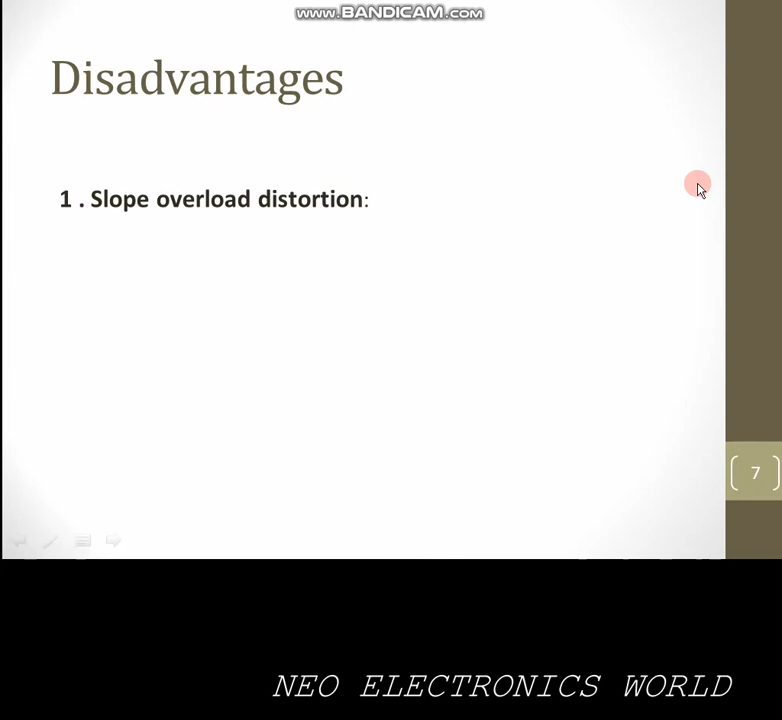 www.BANDICAM.com
Disadvantages
1 . Slope overload distortion:
7
NEO ELECTRONICS WORLD